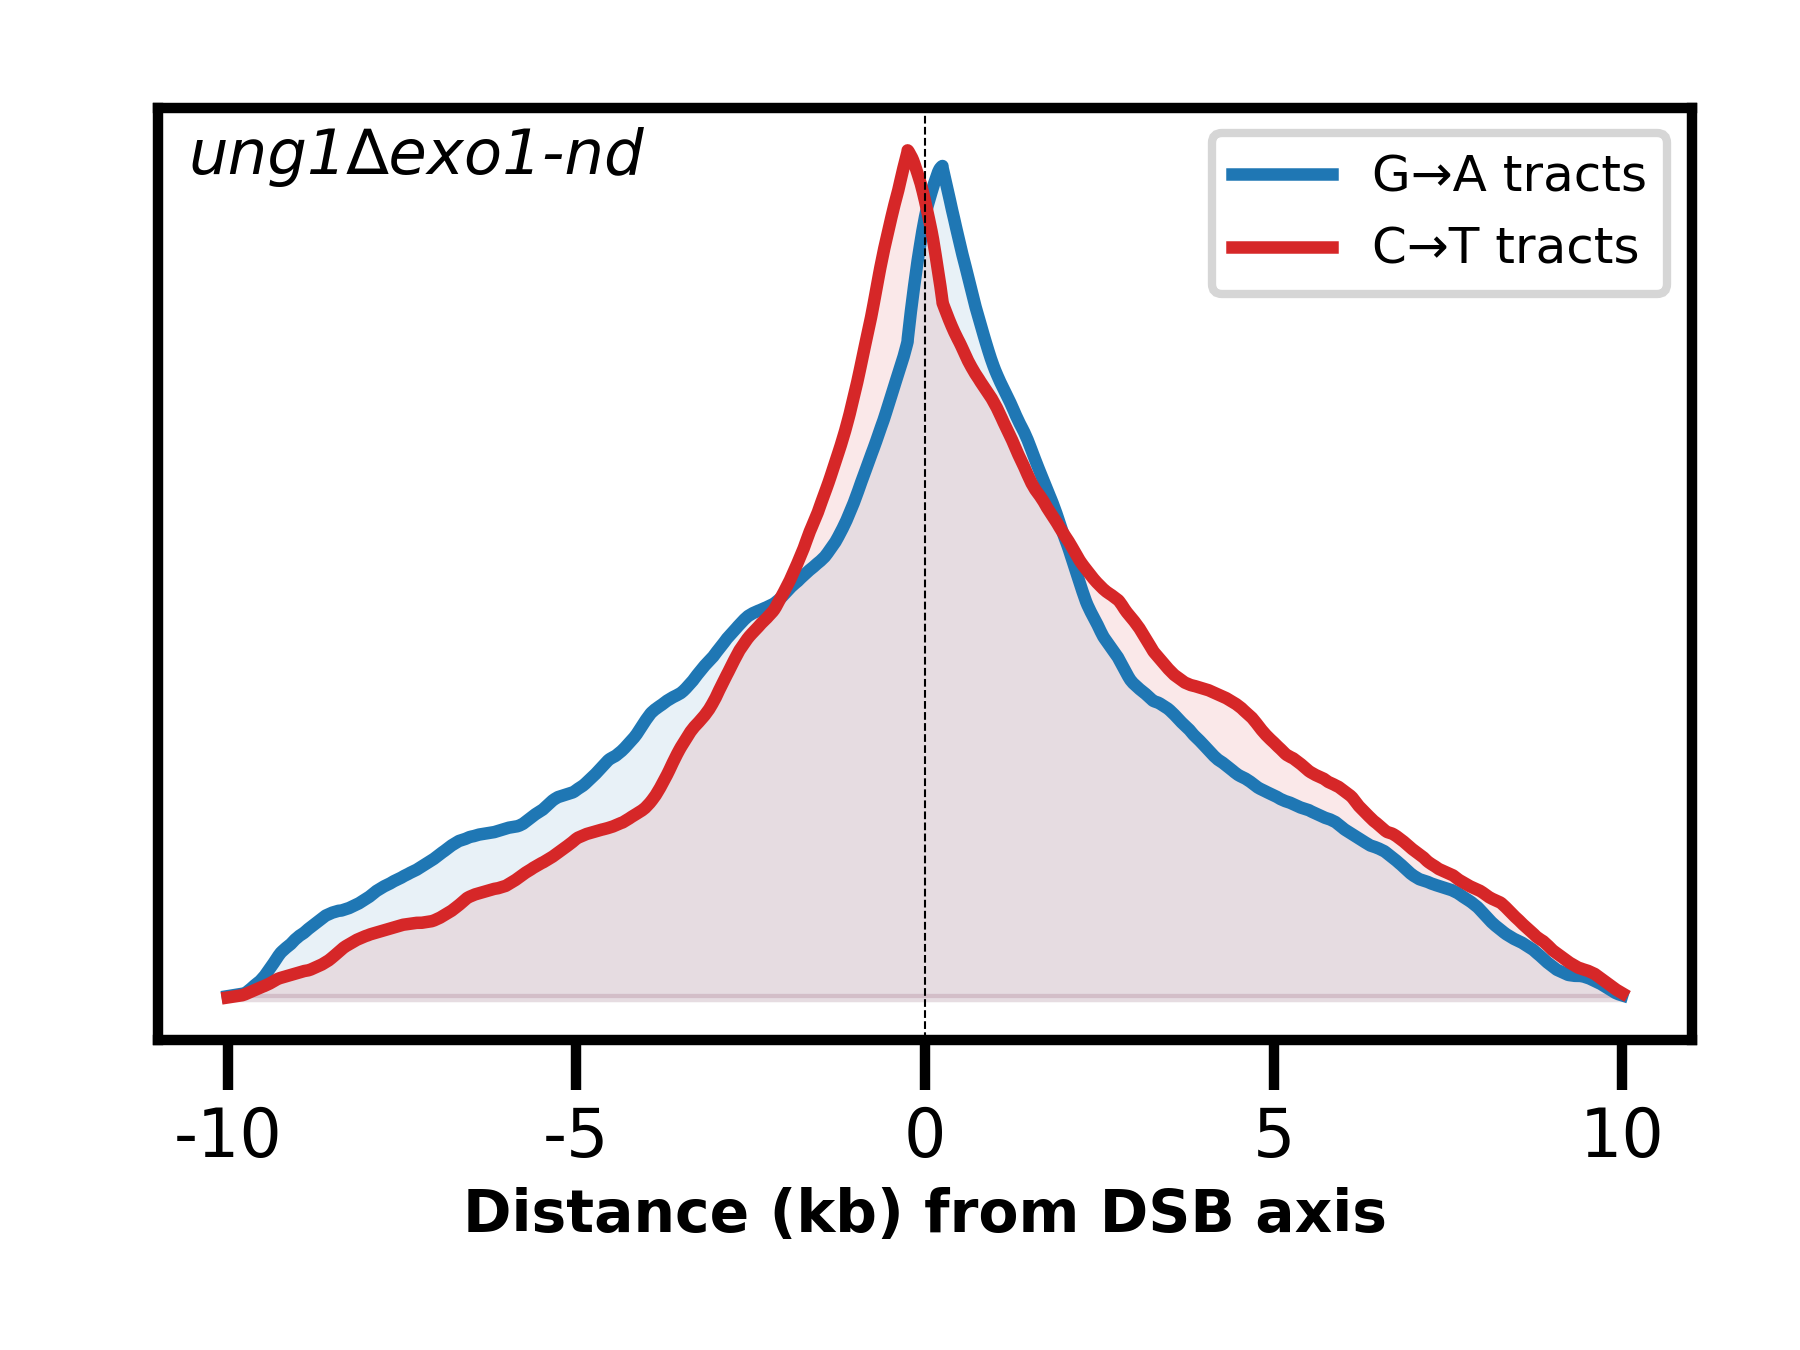 ung1Δexo1-nd
G→A tracts
C→T tracts
-10 -5 0 5 10
Distance (kb) from DSB axis